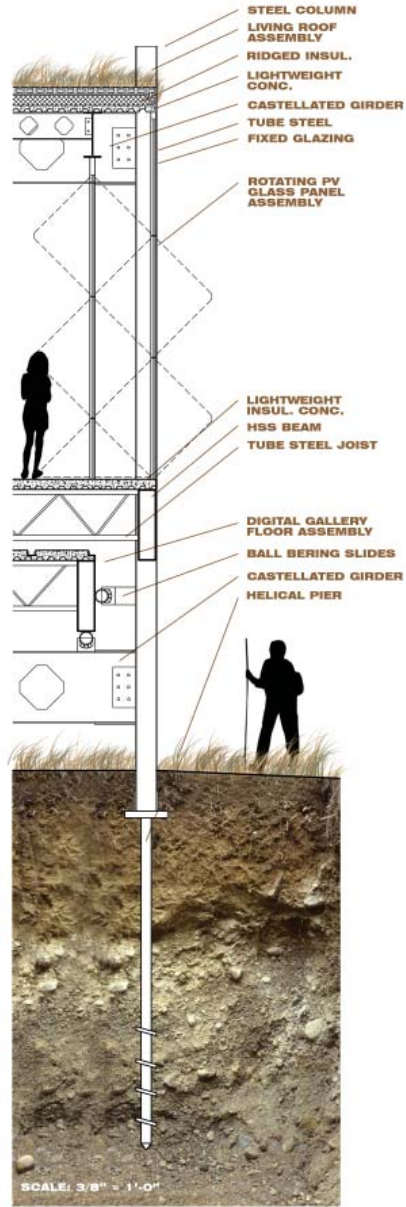 STEEL COLUMN
LIVING ROOF
ASSEMBLY
RIDGED INSUL.
LIGHTWEIGHT
CONC.
CASTELLATED GIRDER
TUBE STEEL
FIXED GLAZING
ROTATING PV
GLASS PANEL
ASSEMBLY
LIGHTWEIGHT
INSUL. CONC.
HSS BEAM
TUBE STEEL JOIST
DIGITAL GALLERY
FLOOR ASSEMBLY
BALL BERING SLIDES
CASTELLATED GIRDER
HELICAL PIER
SCALE: 3/8" = 1'-0"